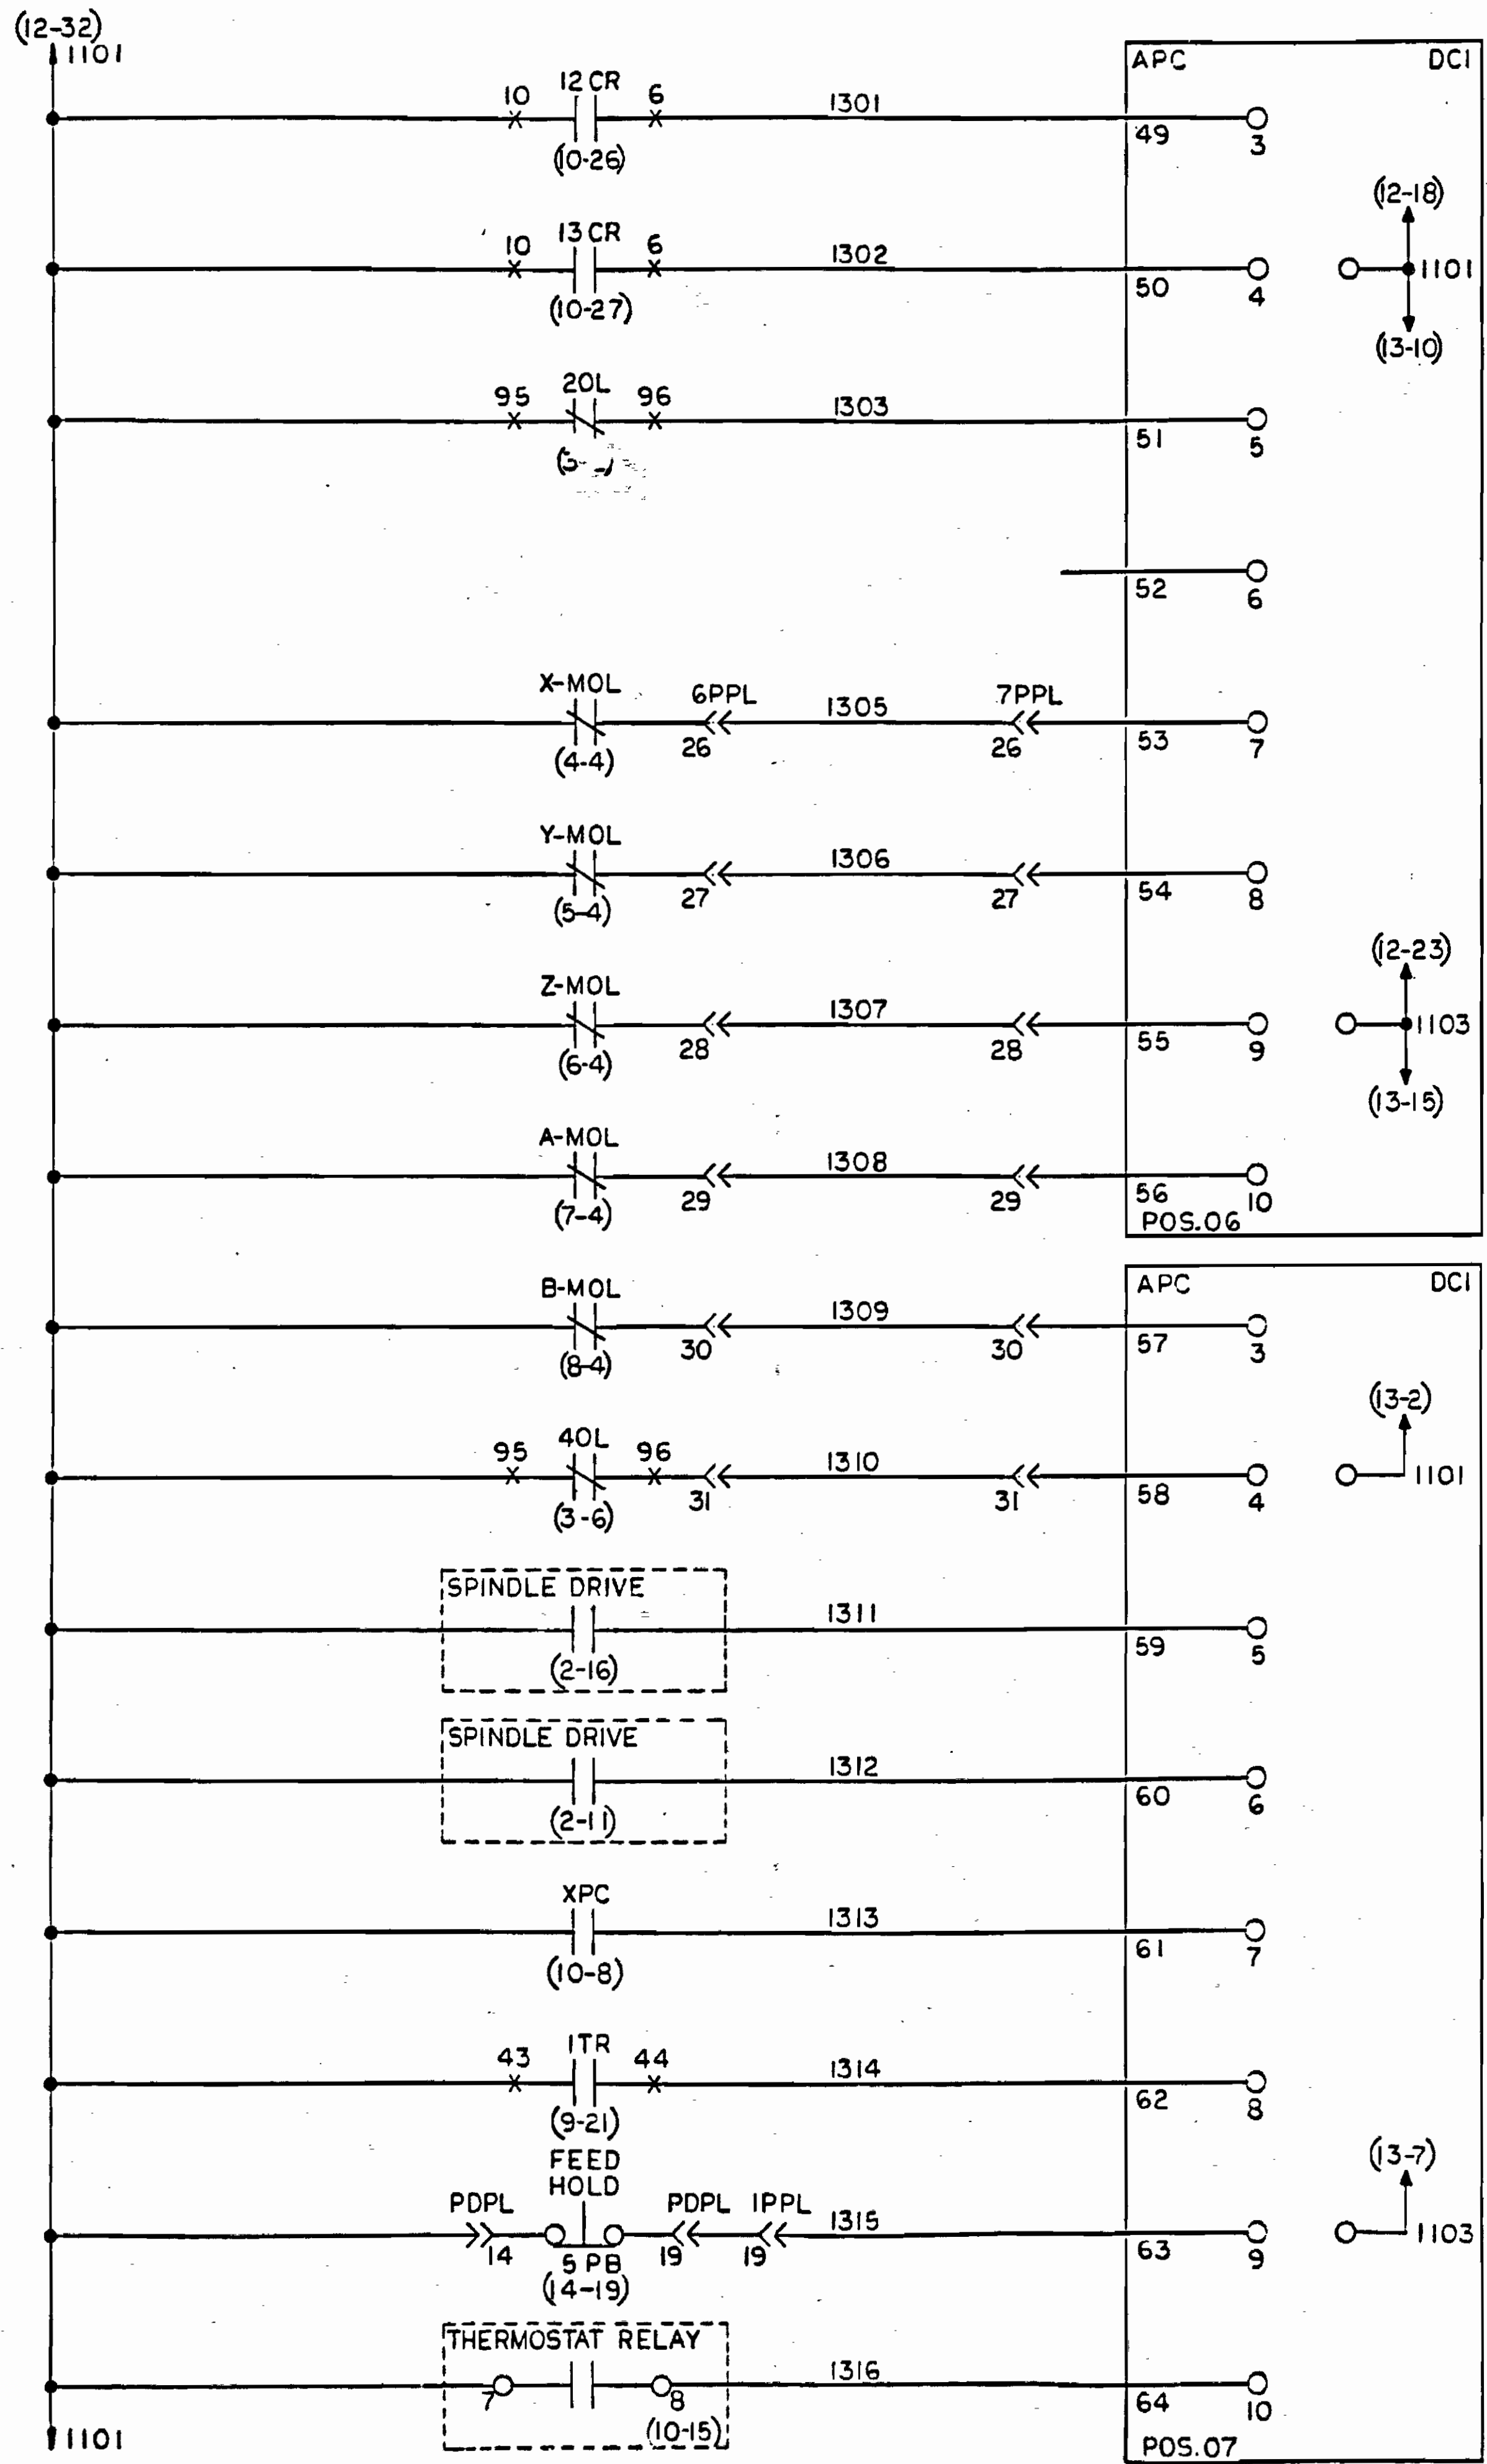 (12-32)
1101
APC DCI
10 12CR 6 1301
49 3
(10-26)
(12-18)
10 13CR 6 1302
1101
50 4
(10-27)
(13-10)
95 20L 96 1303
51 5
52 6
X-MOL 6PPL 1305 7PPL
26 26 53 7
(4-4)
Y-MOL 1306
27 27 54 8
(5-4)
(12-23)
Z-MOL 1307
1103
28 28 55 9
(6-4)
(13-15)
A-MOL 1308
29 29 56 10
(7-4) POS.06
APC DCI
B-MOL 1309
30 30 57 3
(8-4)
(13-2)
95 40L 96 1310
1101
31 31 58 4
(3-6)
SPINDLE DRIVE
1311
59 5
(2-16)
SPINDLE DRIVE
1312
60 6
(2-11)
XPC 1313
61 7
(10-8)
43 1TR 44 1314
62 8
(9-21)
FEED
HOLD
(13-7)
PDPL PDPL 1PPL 1315
1103
14 5PB 19 19 63 9
(14-19)
THERMOSTAT RELAY
1316
7 8 64 10
(10-15)
1101
POS.07